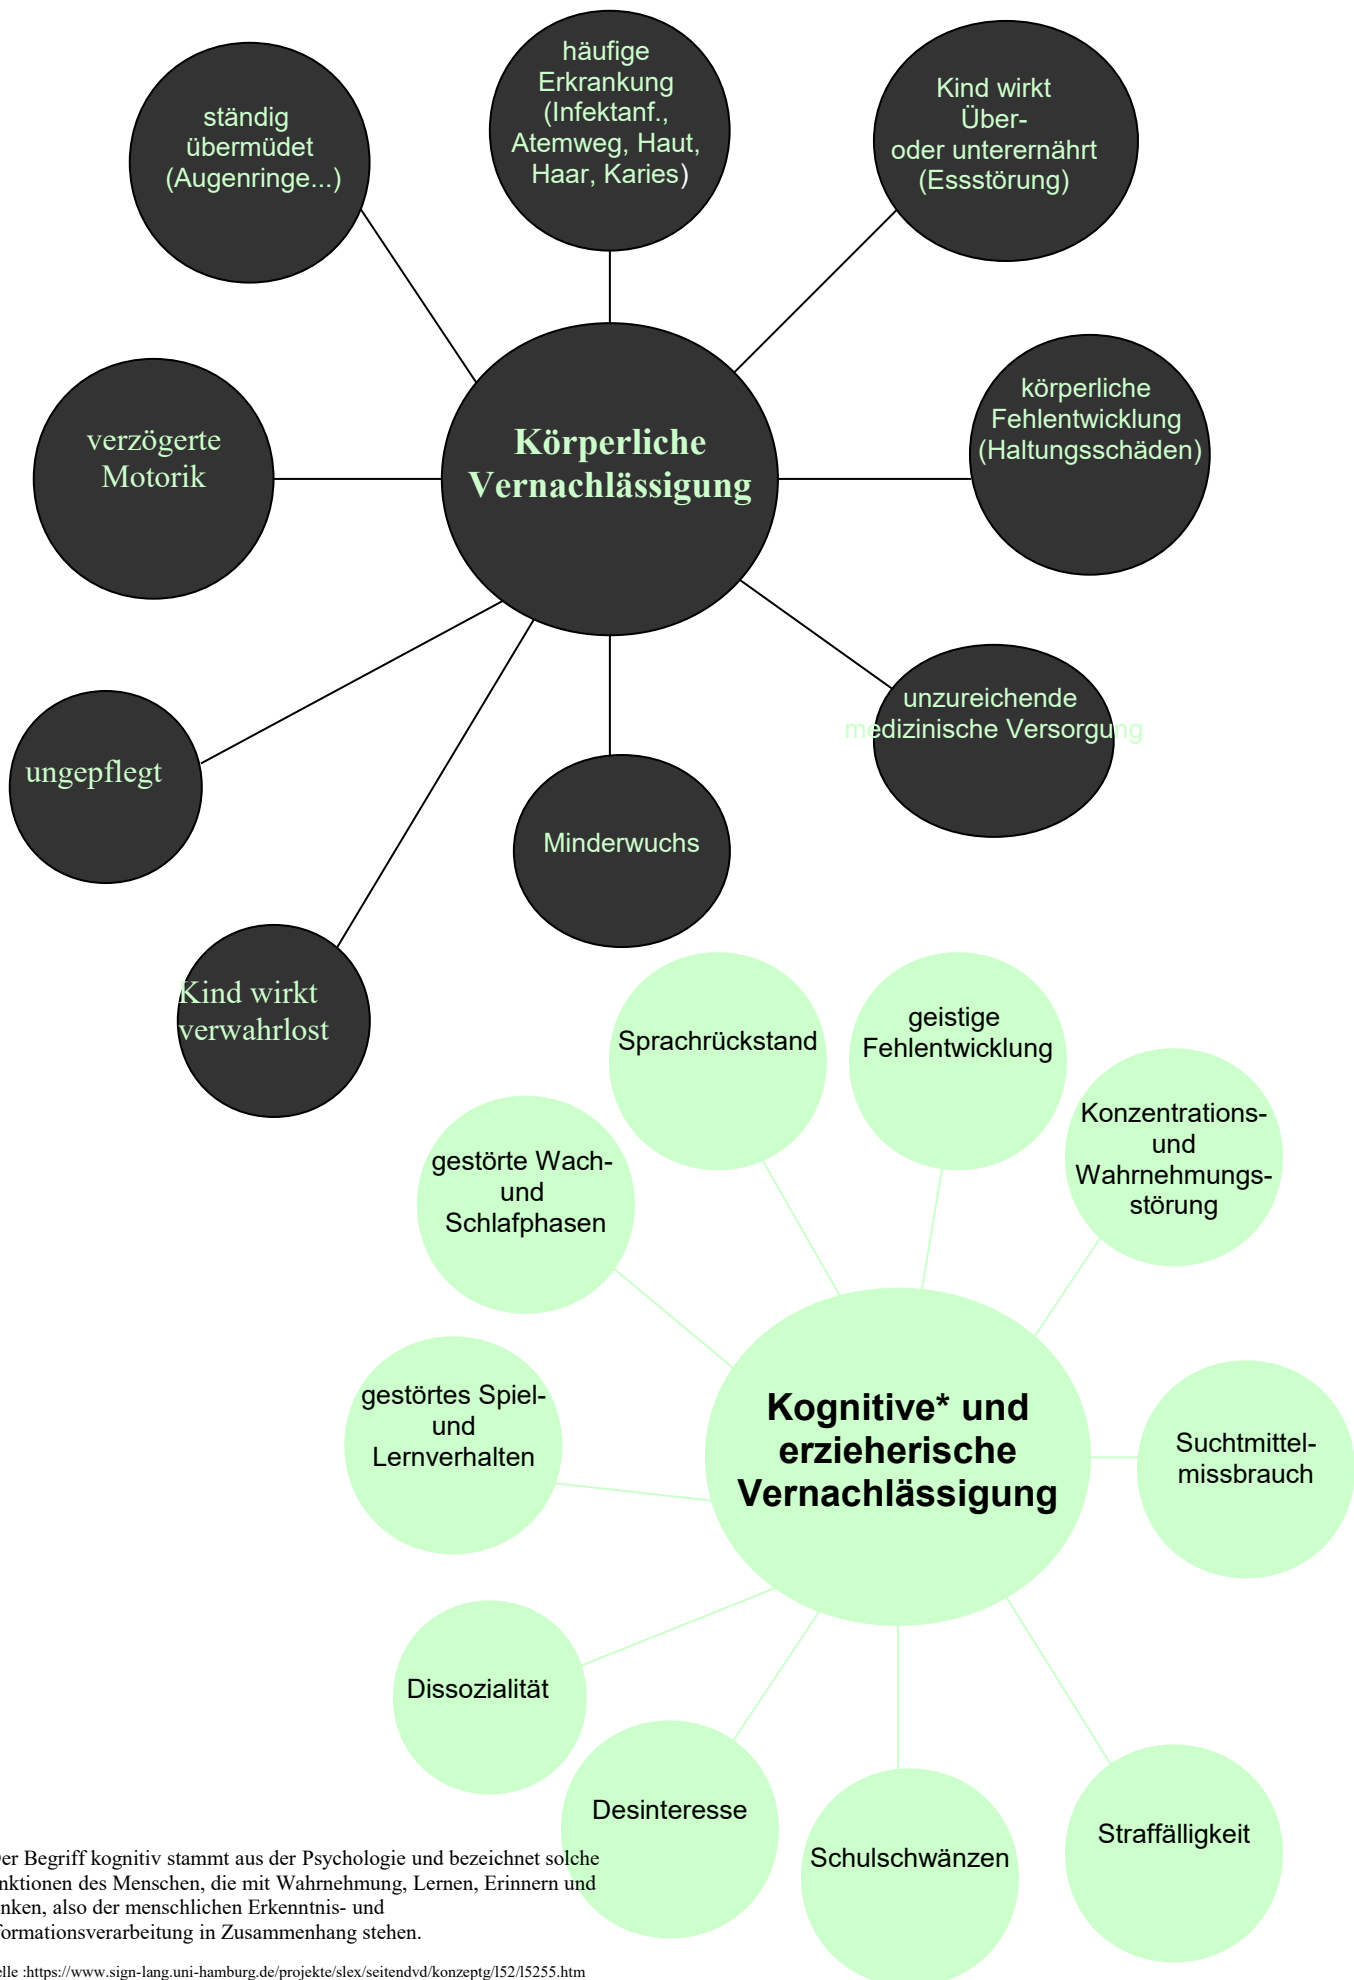 häufige
Erkrankung
(Infektanf.,
Atemweg, Haut,
Haar, Karies)
Kind wirkt
Über-
oder unterernährt
(Essstörung)
ständig
übermüdet
(Augenringe...)
körperliche
Fehlentwicklung
(Haltungsschäden)
verzögerte
Motorik
Körperliche
Vernachlässigung
unzureichende
medizinische Versorgung
ungepflegt
Minderwuchs
Kind wirkt
verwahrlost
Sprachrückstand
geistige
Fehlentwicklung
Konzentrations-
und
Wahrnehmungs-
störung
gestörte Wach-
und
Schlafphasen
gestörtes Spiel-
und
Lernverhalten
Kognitive* und
erzieherische
Vernachlässigung
Suchtmittel-
missbrauch
Dissozialität
Desinteresse
Schulschwänzen
Straffälligkeit
er Begriff kognitiv stammt aus der Psychologie und bezeichnet solche
nktionen des Menschen, die mit Wahrnehmung, Lernen, Erinnern und
nken, also der menschlichen Erkenntnis- und
formationsverarbeitung in Zusammenhang stehen.
elle :https://www.sign-lang.uni-hamburg.de/projekte/slex/seitendvd/konzeptg/l52/l5255.htm